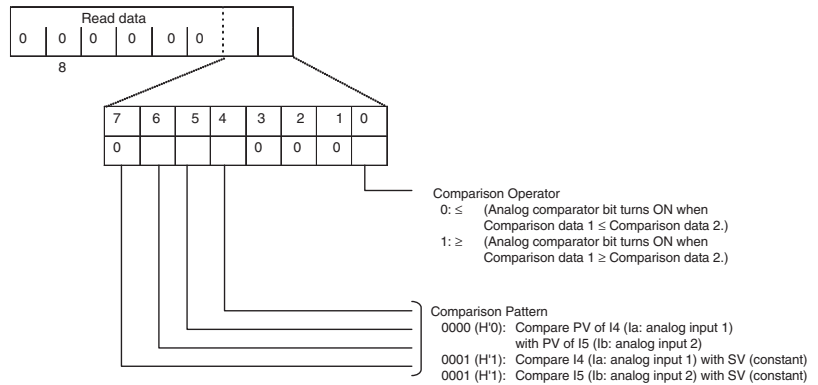 Read data
0 0 0 0 0 0
8
7 6 5 4 3 2 1 0
0 0 0 0
Comparison Operator
0: ≤ (Analog comparator bit turns ON when
Comparison data 1 ≤ Comparison data 2.)
1: ≥ (Analog comparator bit turns ON when
Comparison data 1 ≥ Comparison data 2.)
Comparison Pattern
0000 (H'0): Compare PV of I4 (Ia: analog input 1)
with PV of I5 (Ib: analog input 2)
0001 (H'1): Compare I4 (Ia: analog input 1) with SV (constant)
0001 (H'1): Compare I5 (Ib: analog input 2) with SV (constant)